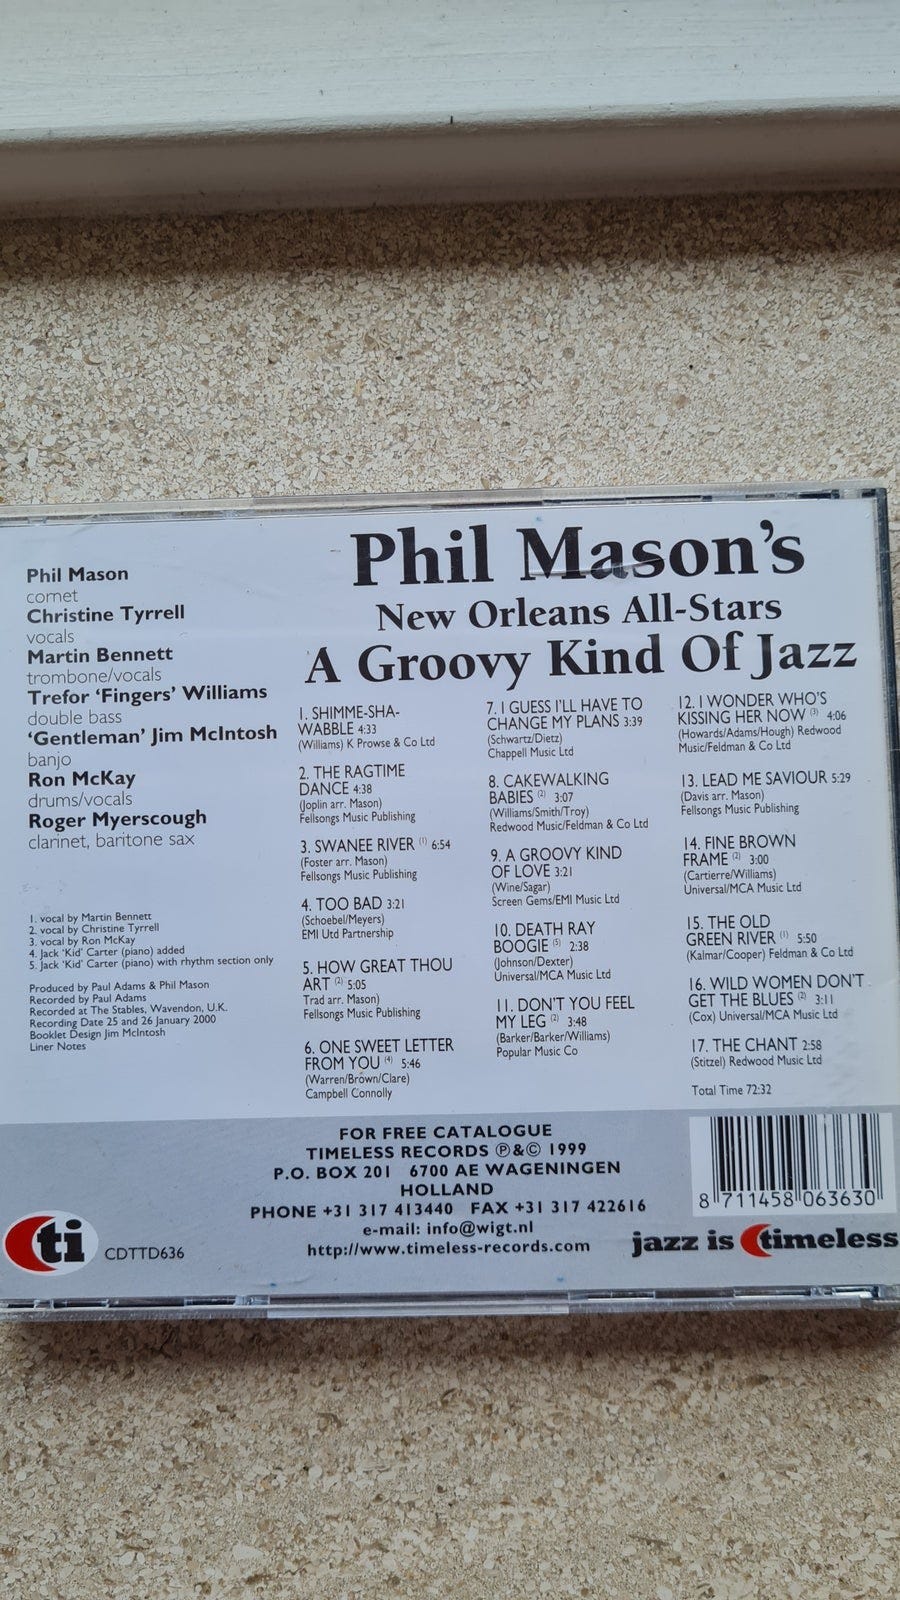 Phil Mason's
New Orleans All-Stars
A Groovy Kind Of Jazz
Phil Mason
cornet
Christine Tyrrell
vocals
Martin Bennett
trombone/vocals
Trefor 'Fingers' Williams
double bass
'Gentleman' Jim McIntosh
banjo
Ron McKay
drums/vocals
Roger Myerscough
clarinet, baritone sax
1. vocal by Martin Bennett
2. vocal by Christine Tyrrell
3. vocal by Ron McKay
4. Jack 'Kid' Carter (piano) added
5. Jack 'Kid' Carter (piano) with rhythm section only
Produced by Paul Adams & Phil Mason
Recorded by Paul Adams
Recorded at The Stables, Wavendon, U.K.
Recording Date 25 and 26 January 2000
Booklet Design Jim McIntosh
Liner Notes
1. SHIMME-SHA-
WABBLE 4:33
(Williams) K Prowse & Co Ltd
2. THE RAGTIME
DANCE 4:38
(Joplin arr. Mason)
Fellsongs Music Publishing
3. SWANEE RIVER (1) 6:54
(Foster arr. Mason)
Fellsongs Music Publishing
4. TOO BAD 3:21
(Schoebel/Meyers)
EMI Utd Partnership
5. HOW GREAT THOU
ART (2) 5:05
Trad arr. Mason)
Fellsongs Music Publishing
6. ONE SWEET LETTER
FROM YOU (4) 5:46
(Warren/Brown/Clare)
Campbell Connolly
7. I GUESS I'LL HAVE TO
CHANGE MY PLANS 3:39
(Schwartz/Dietz)
Chappell Music Ltd
8. CAKEWALKING
BABIES (2) 3:07
(Williams/Smith/Troy)
Redwood Music/Feldman & Co Ltd
9. A GROOVY KIND
OF LOVE 3:21
(Wine/Sagar)
Screen Gems/EMI Music Ltd
10. DEATH RAY
BOOGIE (5) 2:38
(Johnson/Dexter)
Universal/MCA Music Ltd
11. DON'T YOU FEEL
MY LEG (2) 3:48
(Barker/Barker/Williams)
Popular Music Co
12. I WONDER WHO'S
KISSING HER NOW (3) 4:06
(Howards/Adams/Hough) Redwood
Music/Feldman & Co Ltd
13. LEAD ME SAVIOUR 5:29
(Davis arr. Mason)
Fellsongs Music Publishing
14. FINE BROWN
FRAME (2) 3:00
(Cartierre/Williams)
Universal/MCA Music Ltd
15. THE OLD
GREEN RIVER (1) 5:50
(Kalmar/Cooper) Feldman & Co Ltd
16. WILD WOMEN DON'T
GET THE BLUES (2) 3:11
(Cox) Universal/MCA Music Ltd
17. THE CHANT 2:58
(Stitzel) Redwood Music Ltd
Total Time 72:32
FOR FREE CATALOGUE
TIMELESS RECORDS ℗&© 1999
P.O. BOX 201 6700 AE WAGENINGEN
HOLLAND
PHONE +31 317 413440 FAX +31 317 422616
e-mail: info@wigt.nl
http://www.timeless-records.com
ti
CDTTD636
8 711458 063630
jazz is timeless